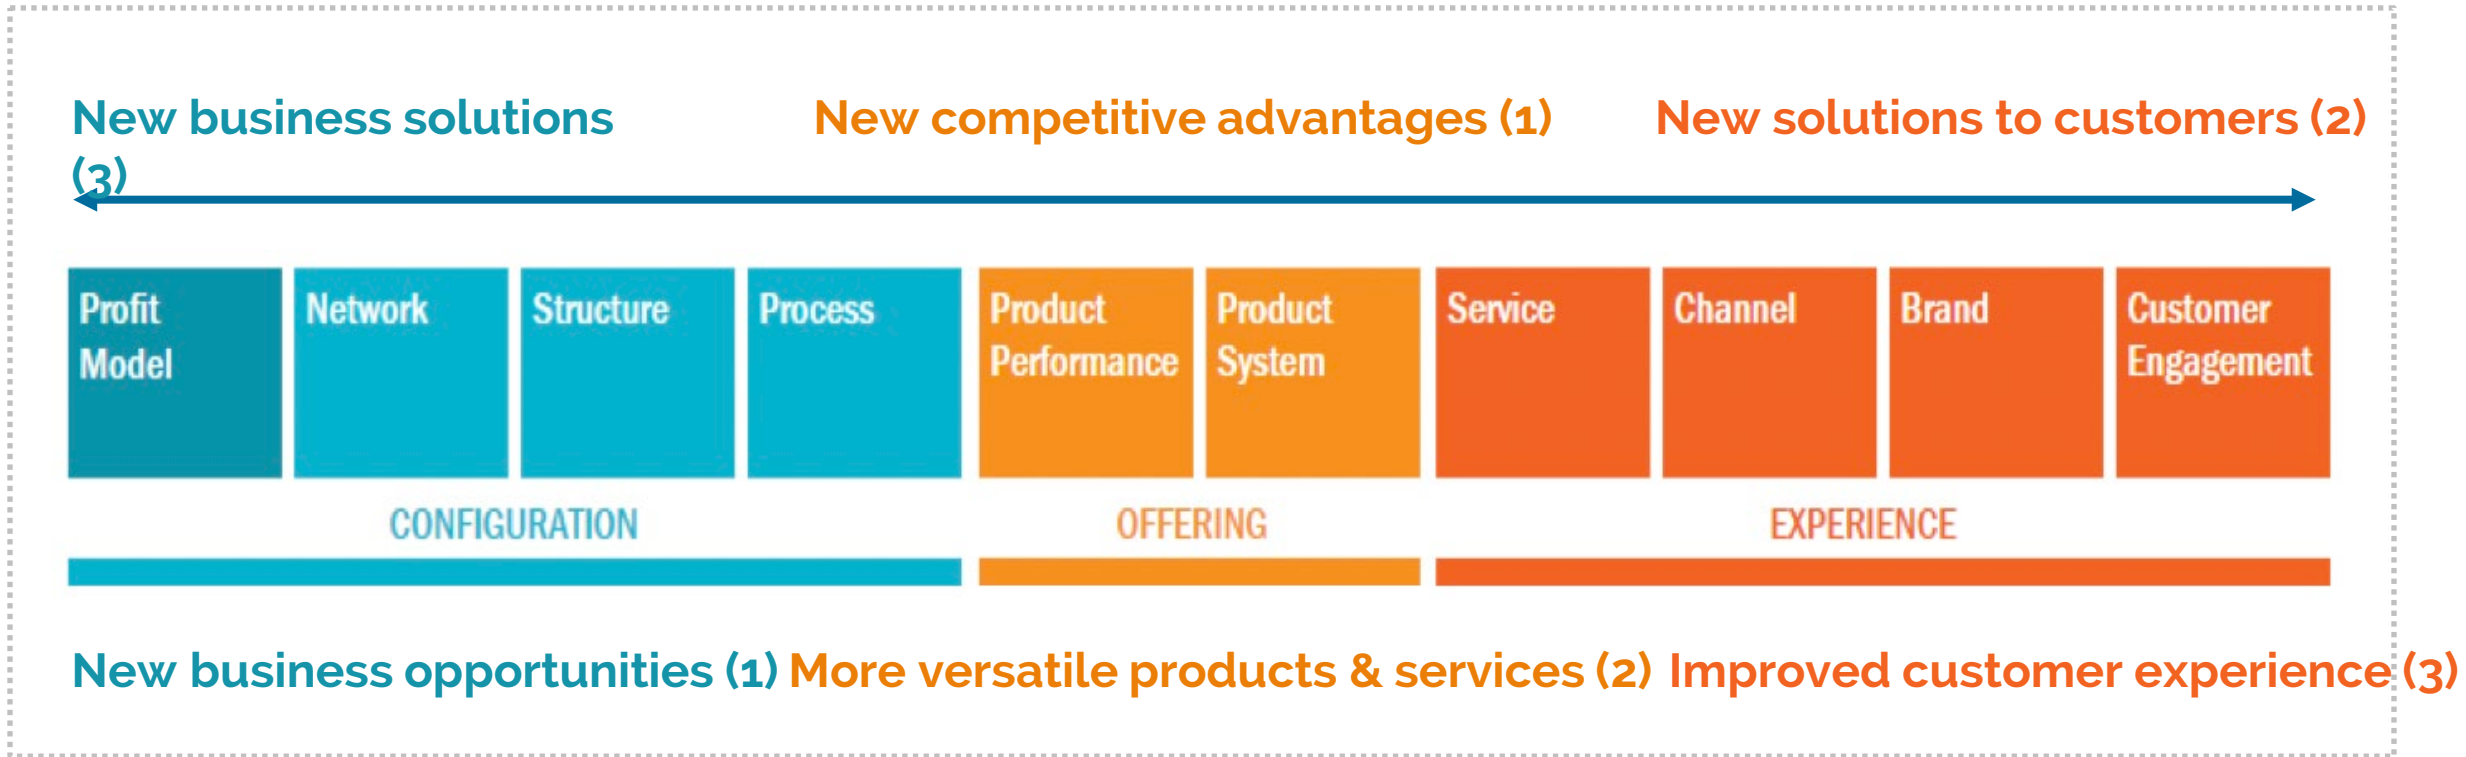 New business solutions
(3)
New competitive advantages (1)
New solutions to customers (2)
Profit
Model
Network
Structure
Process
Product
Performance
Product
System
Service
Channel
Brand
Customer
Engagement
CONFIGURATION
OFFERING
EXPERIENCE
New business opportunities (1)
More versatile products & services (2)
Improved customer experience (3)